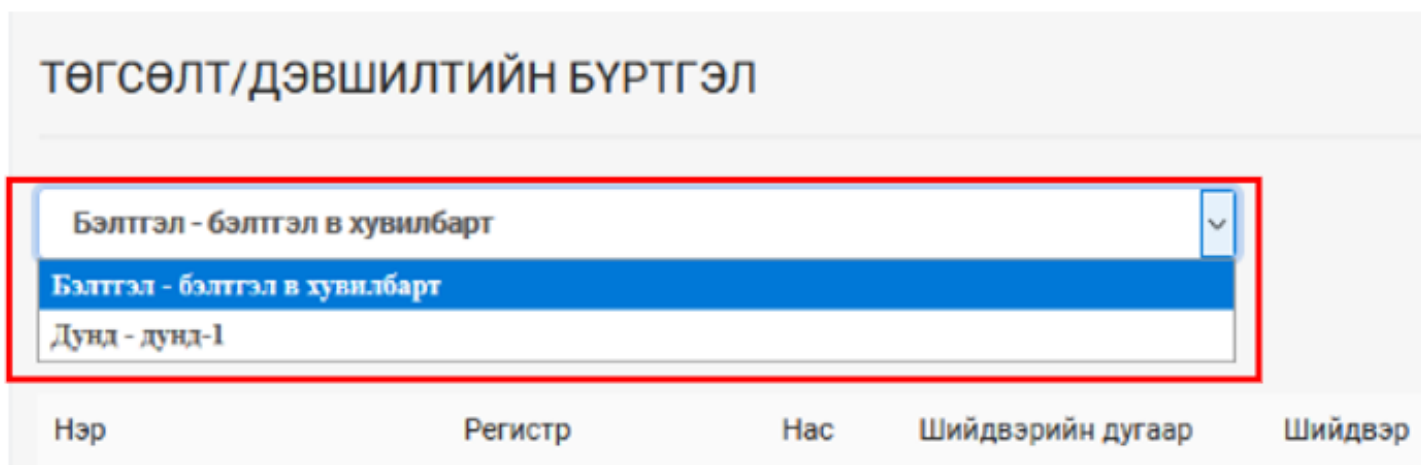 ТӨГСӨЛТ/ДЭВШИЛТИЙН БҮРТГЭЛ
Бэлтгэл - бэлтгэл в хувилбарт
Бэлтгэл - бэлтгэл в хувилбарт
Дунд - дунд-1
Нэр Регистр Нас Шийдвэрийн дугаар Шийдвэр